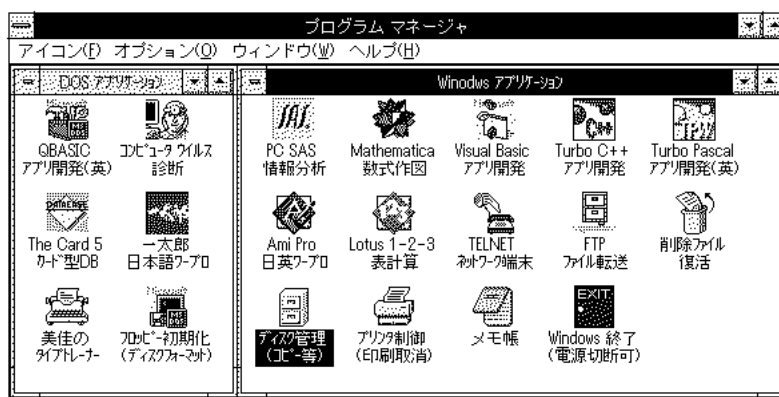 プログラム マネージャ
アイコン(F) オプション(O) ウィンドウ(W) ヘルプ(H)
DOS アプリケーション
QBASIC
アプリ開発(英)
コンピュータ ウイルス
診断
The Card 5
カード型DB
一太郎
日本語ワープロ
美佳の
タイプトレーナー
フロッピー初期化
(ディスクフォーマット)
Winodws アプリケーション
PC SAS
情報分析
Mathematica
数式作図
Visual Basic
アプリ開発
Turbo C++
アプリ開発
Turbo Pascal
アプリ開発(英)
Ami Pro
日英ワープロ
Lotus 1-2-3
表計算
TELNET
ネットワーク端末
FTP
ファイル転送
削除ファイル
復活
ディスク管理
(コピー等)
プリンタ制御
(印刷取消)
メモ帳
EXIT
Windows 終了
(電源切断可)